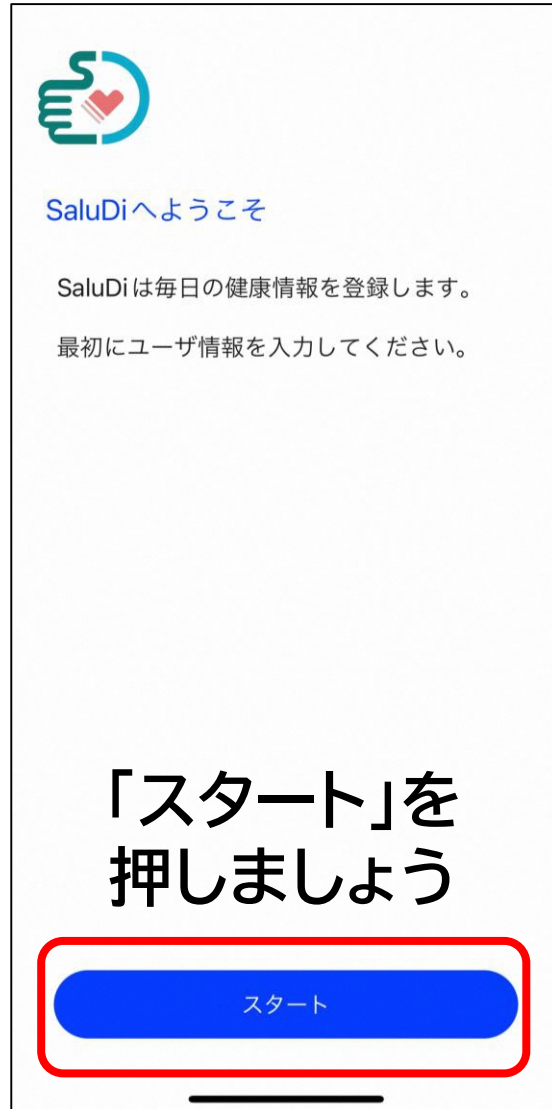 SaluDiへようこそ
SaluDiは毎日の健康情報を登録します。
最初にユーザ情報を入力してください。
「スタート」を
押しましょう
スタート